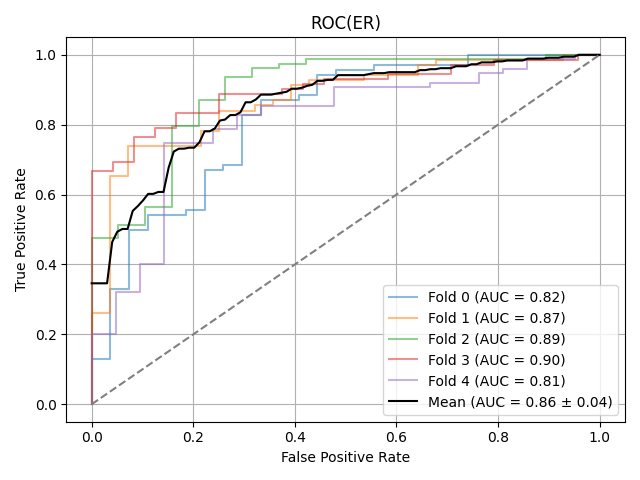 ROC(ER)
True Positive Rate
1.0
0.8
0.6
0.4
0.2
0.0
Fold 0 (AUC = 0.82)
Fold 1 (AUC = 0.87)
Fold 2 (AUC = 0.89)
Fold 3 (AUC = 0.90)
Fold 4 (AUC = 0.81)
Mean (AUC = 0.86 ± 0.04)
0.0 0.2 0.4 0.6 0.8 1.0
False Positive Rate